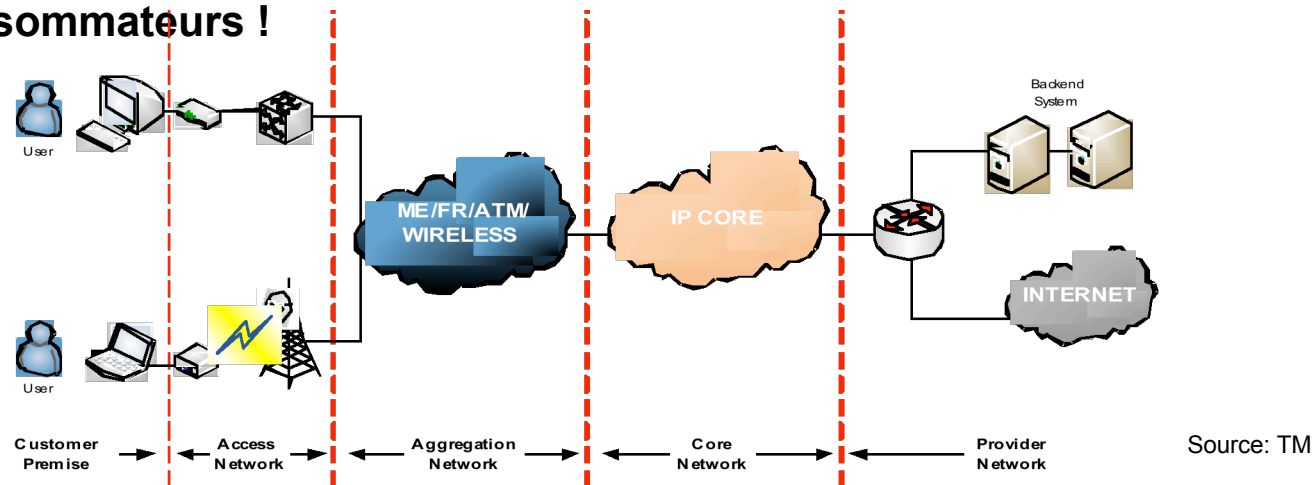 sommateurs !
User
Backend
System
ME/FR/ATM/
WIRELESS
IP CORE
INTERNET
User
Customer
Premise
Access
Network
Aggregation
Network
Core
Network
Provider
Network
Source: TM